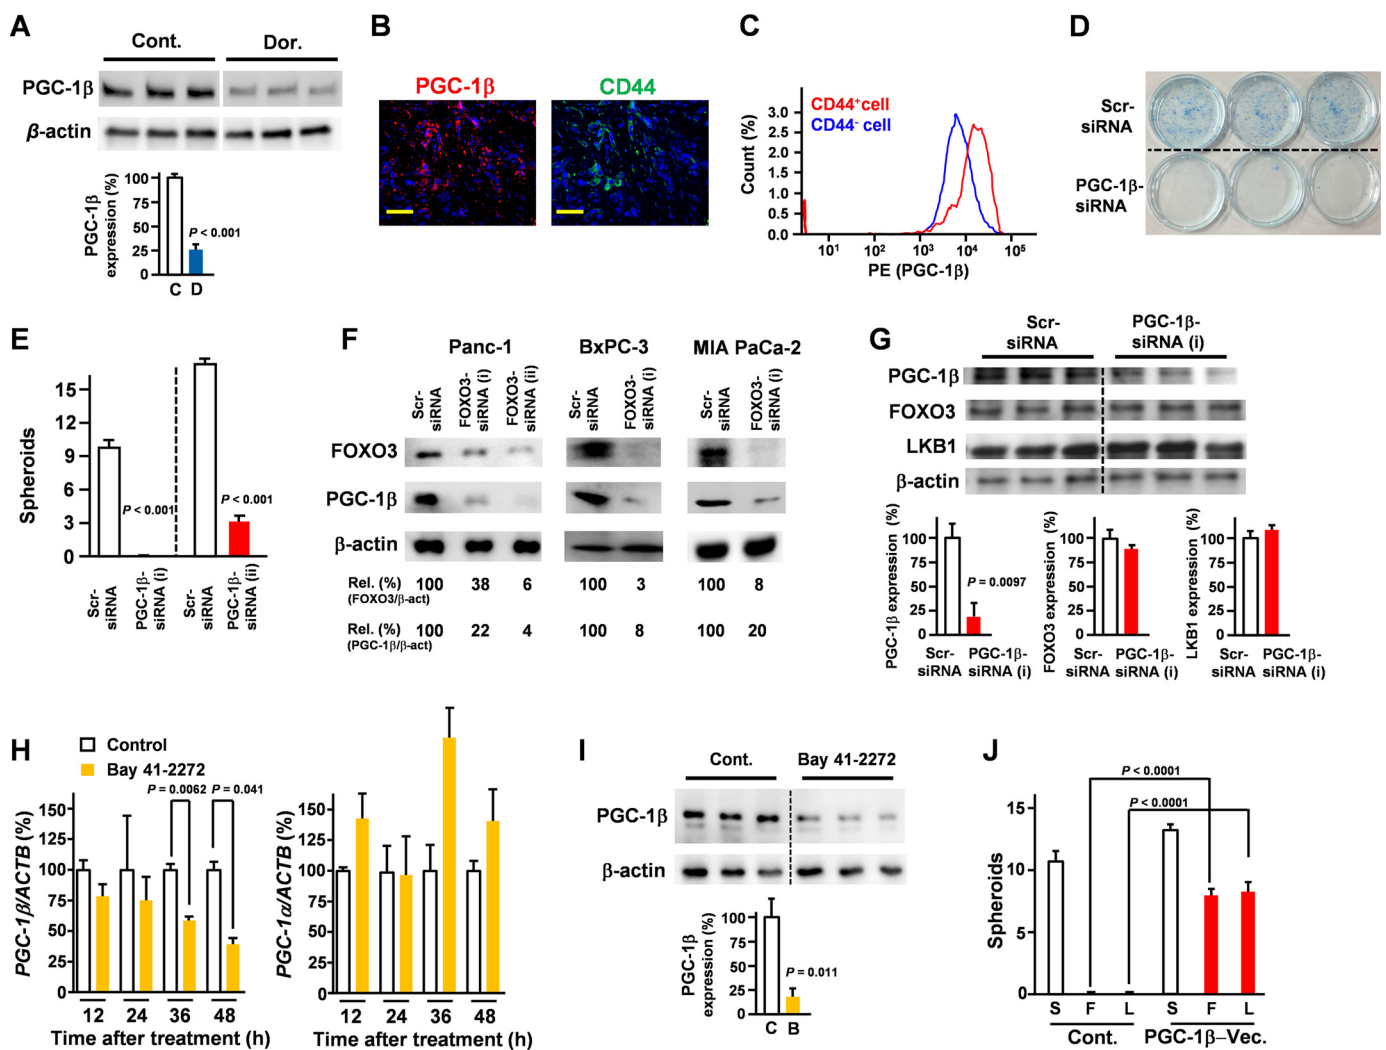 A
Cont.
Dor.
PGC-1β
β-actin
PGC-1β
expression (%)
100
75
50
25
0
P < 0.001
C D
B
PGC-1β
CD44
C
CD44+cell
CD44- cell
Count (%)
3.0
2.5
2.0
1.5
1.0
0.5
0.0
10¹ 10² 10³ 10⁴ 10⁵
PE (PGC-1β)
D
Scr-
siRNA
PGC-1β-
siRNA
E
Spheroids
15
12
9
6
3
0
P < 0.001
P < 0.001
Scr-
siRNA
PGC-1β-
siRNA (i)
Scr-
siRNA
PGC-1β-
siRNA (ii)
F
Panc-1
BxPC-3
MIA PaCa-2
Scr-
siRNA
FOXO3-
siRNA (i)
FOXO3-
siRNA (ii)
Scr-
siRNA
FOXO3-
siRNA (i)
Scr-
siRNA
FOXO3-
siRNA (i)
FOXO3
PGC-1β
β-actin
Rel. (%) 100 38 6 100 3 100 8
(FOXO3/β-act)
Rel. (%) 100 22 4 100 8 100 20
(PGC-1β/β-act)
G
Scr-
siRNA
PGC-1β-
siRNA (i)
PGC-1β
FOXO3
LKB1
β-actin
PGC-1β expression (%)
100
75
50
25
0
P = 0.0097
Scr-
siRNA
PGC-1β-
siRNA (i)
FOXO3 expression (%)
100
75
50
25
0
Scr-
siRNA
PGC-1β-
siRNA (i)
LKB1 expression (%)
100
75
50
25
0
Scr-
siRNA
PGC-1β-
siRNA (i)
H
Control
Bay 41-2272
P = 0.0062 P = 0.041
PGC-1β/ACTB (%)
150
125
100
75
50
25
0
12 24 36 48
Time after treatment (h)
PGC-1α/ACTB (%)
150
125
100
75
50
25
0
12 24 36 48
Time after treatment (h)
I
Cont.
Bay 41-2272
PGC-1β
β-actin
PGC-1β
expression (%)
100
75
50
25
0
P = 0.011
C B
J
P < 0.0001
P < 0.0001
Spheroids
15
10
5
0
S F L S F L
Cont. PGC-1β–Vec.